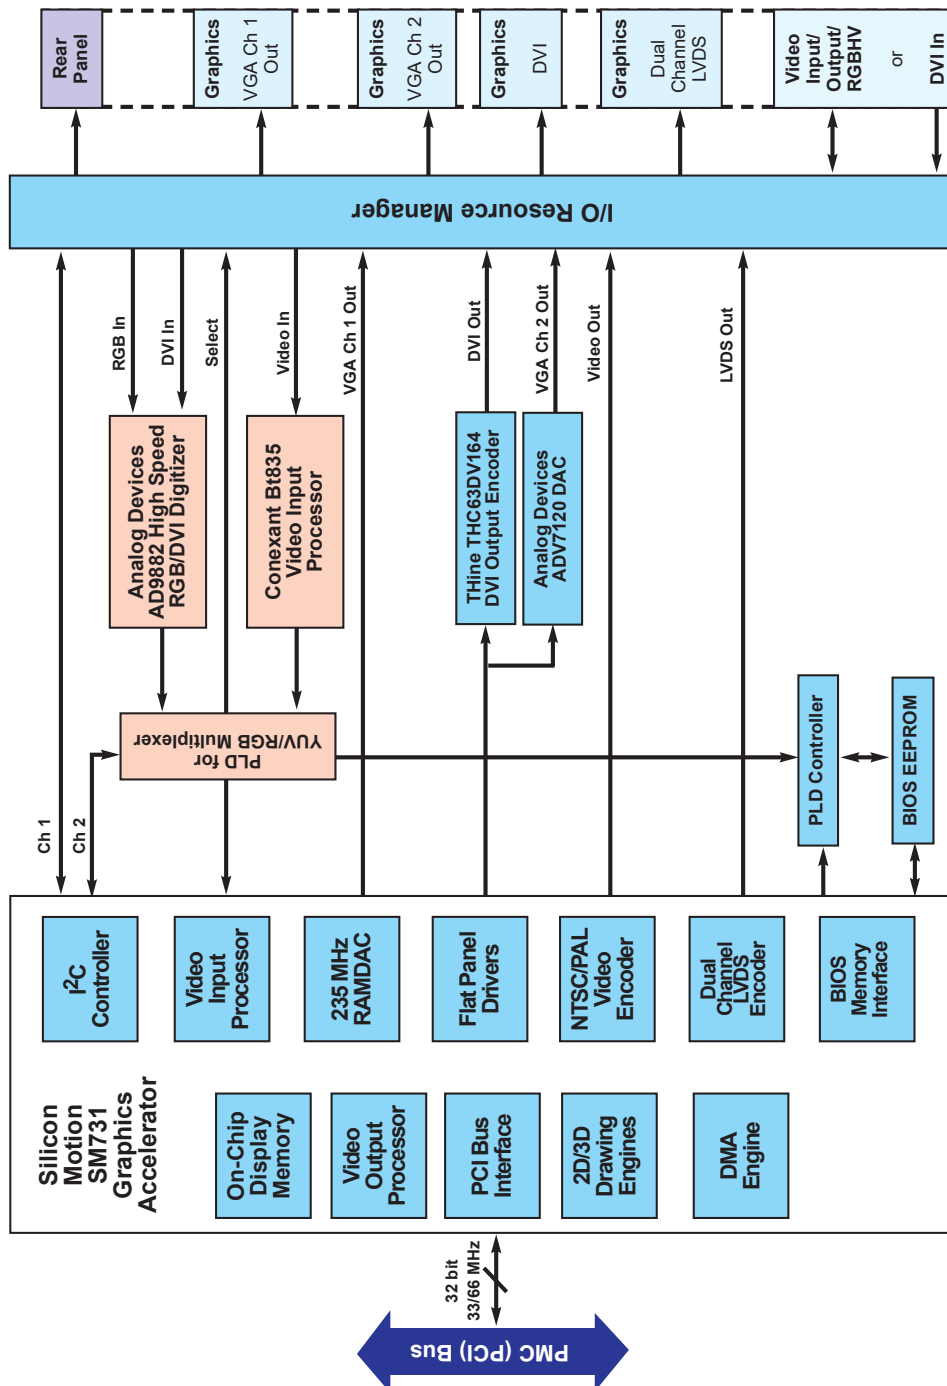 Silicon
Motion
SM731
Graphics
Accelerator
I²C
Controller
Video
Input
Processor
235 MHz
RAMDAC
Flat Panel
Drivers
NTSC/PAL
Video
Encoder
Dual
Channel
LVDS
Encoder
BIOS
Memory
Interface
On-Chip
Display
Memory
Video
Output
Processor
PCI Bus
Interface
2D/3D
Drawing
Engines
DMA
Engine
32 bit
33/66 MHz
PMC (PCI) Bus
Ch 1
Ch 2
PLD for
YUV/RGB Multiplexer
Analog Devices
AD9882 High Speed
RGB/DVI Digitizer
Conexant Bt835
Video Input
Processor
THine THC63DV164
DVI Output Encoder
Analog Devices
ADV7120 DAC
PLD Controller
BIOS EEPROM
RGB In
DVI In
Select
Video In
VGA Ch 1 Out
DVI Out
VGA Ch 2 Out
Video Out
LVDS Out
I/O Resource Manager
Rear
Panel
Graphics
VGA Ch 1
Out
Graphics
VGA Ch 2
Out
Graphics
DVI
Graphics
Dual
Channel
LVDS
Video
Input/
Output/
RGBHV
or
DVI In